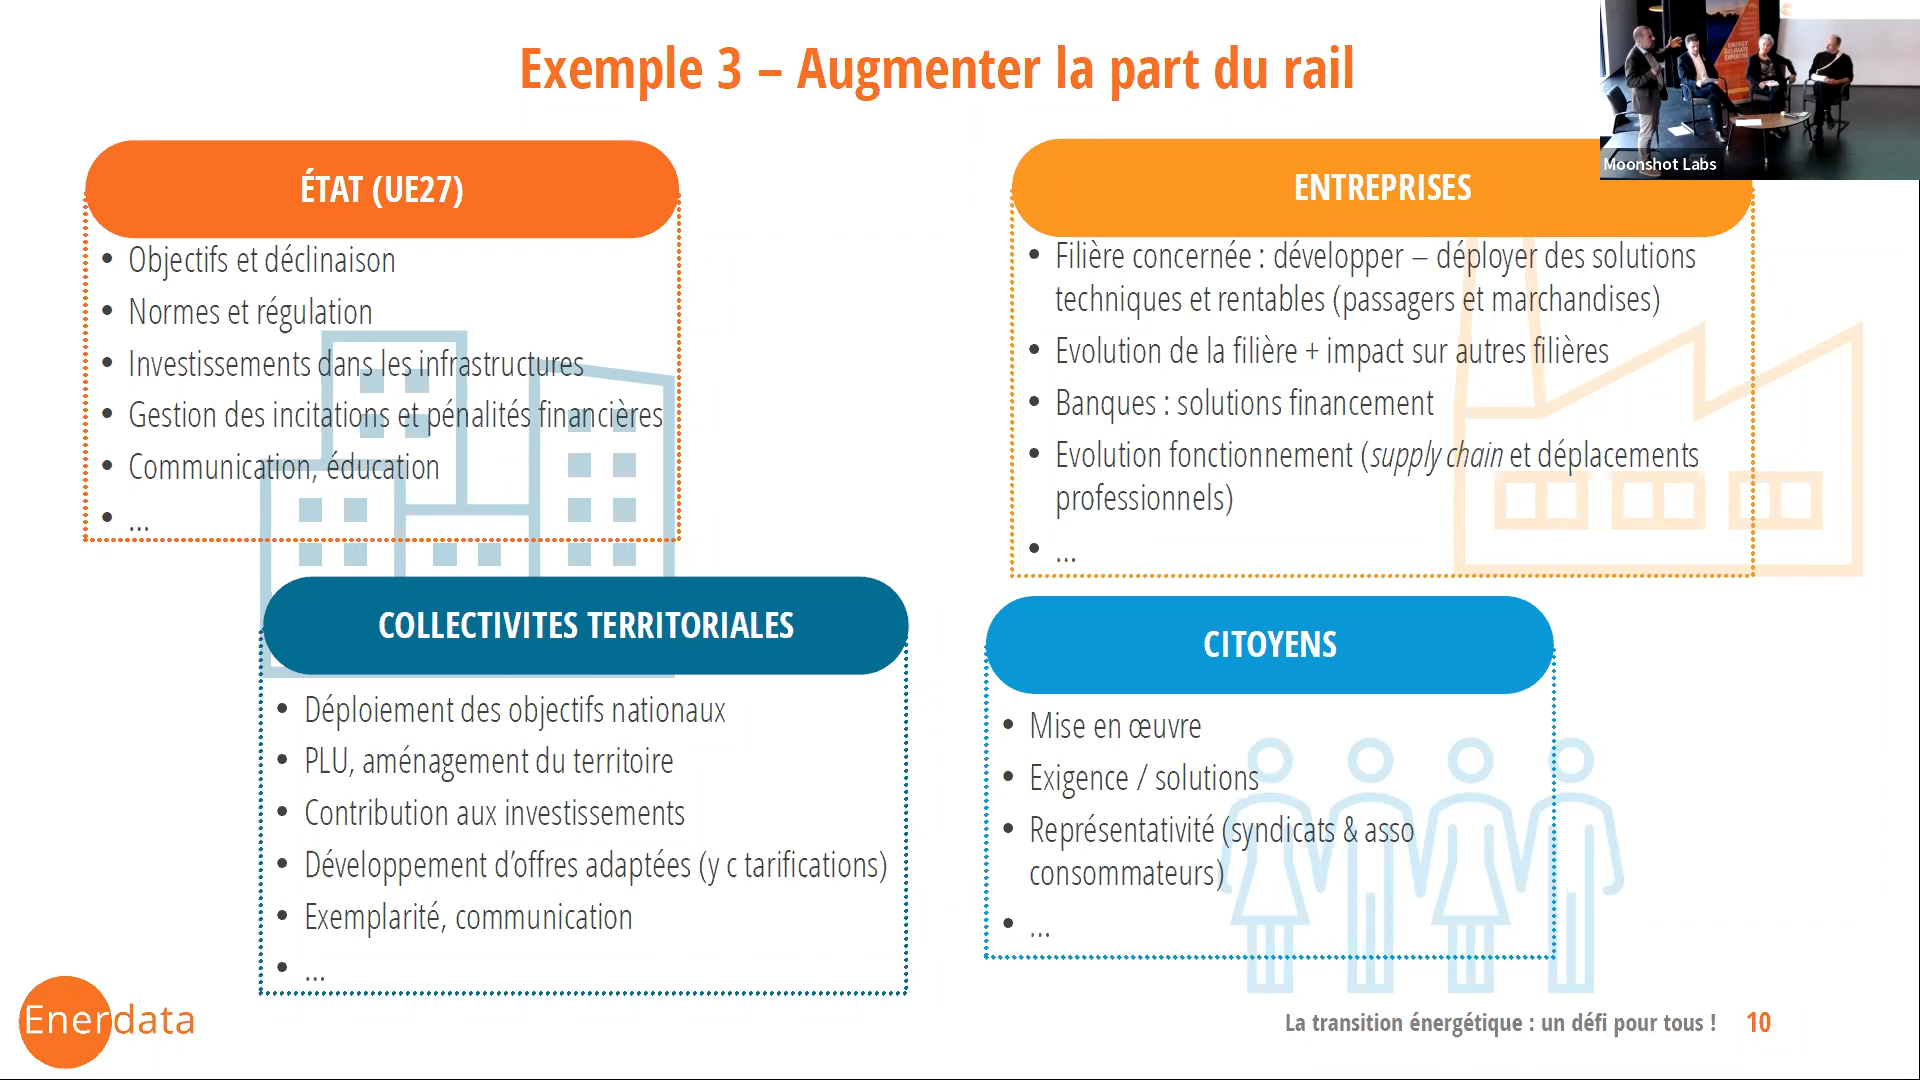 Exemple 3 – Augmenter la part du rail
ÉTAT (UE27)
• Objectifs et déclinaison
• Normes et régulation
• Investissements dans les infrastructures
• Gestion des incitations et pénalités financières
• Communication, éducation
• ...
ENTREPRISES
• Filière concernée : développer – déployer des solutions
techniques et rentables (passagers et marchandises)
• Evolution de la filière + impact sur autres filières
• Banques : solutions financement
• Evolution fonctionnement (supply chain et déplacements
professionnels)
• ...
COLLECTIVITES TERRITORIALES
• Déploiement des objectifs nationaux
• PLU, aménagement du territoire
• Contribution aux investissements
• Développement d’offres adaptées (y c tarifications)
• Exemplarité, communication
• ...
CITOYENS
• Mise en œuvre
• Exigence / solutions
• Représentativité (syndicats & asso
consommateurs)
• ...
Enerdata
La transition énergétique : un défi pour tous ! 10
ENERGY
&CLIMATE
EXPERTISE
Moonshot Labs